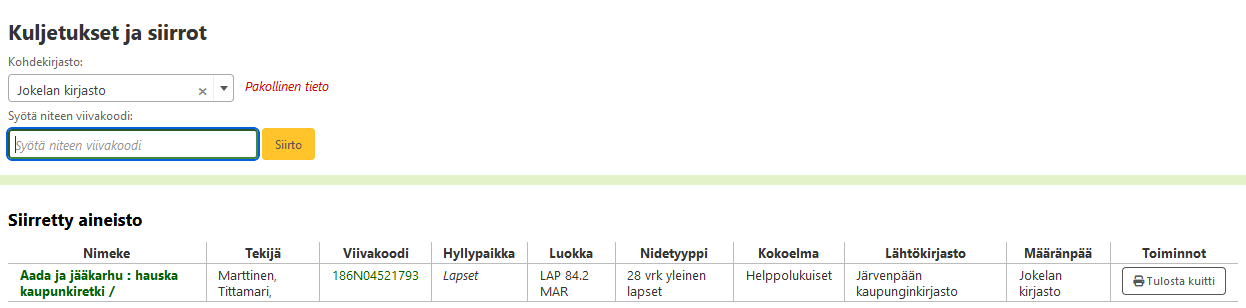 Kuljetukset ja siirrot
Kohdekirjasto:
Jokelan kirjasto × Pakollinen tieto
Syötä niteen viivakoodi:
Syötä niteen viivakoodi Siirto
Siirretty aineisto
Nimeke Tekijä Viivakoodi Hyllypaikka Luokka Nidetyyppi Kokoelma Lähtökirjasto Määränpää Toiminnot
Aada ja jääkarhu : hauska Marttinen, 186N04521793 Lapset LAP 84.2 28 vrk yleinen Helppolukuiset Järvenpään Jokelan Tulosta kuitti
kaupunkiretki / Tittamari, MAR lapset kaupunginkirjasto kirjasto